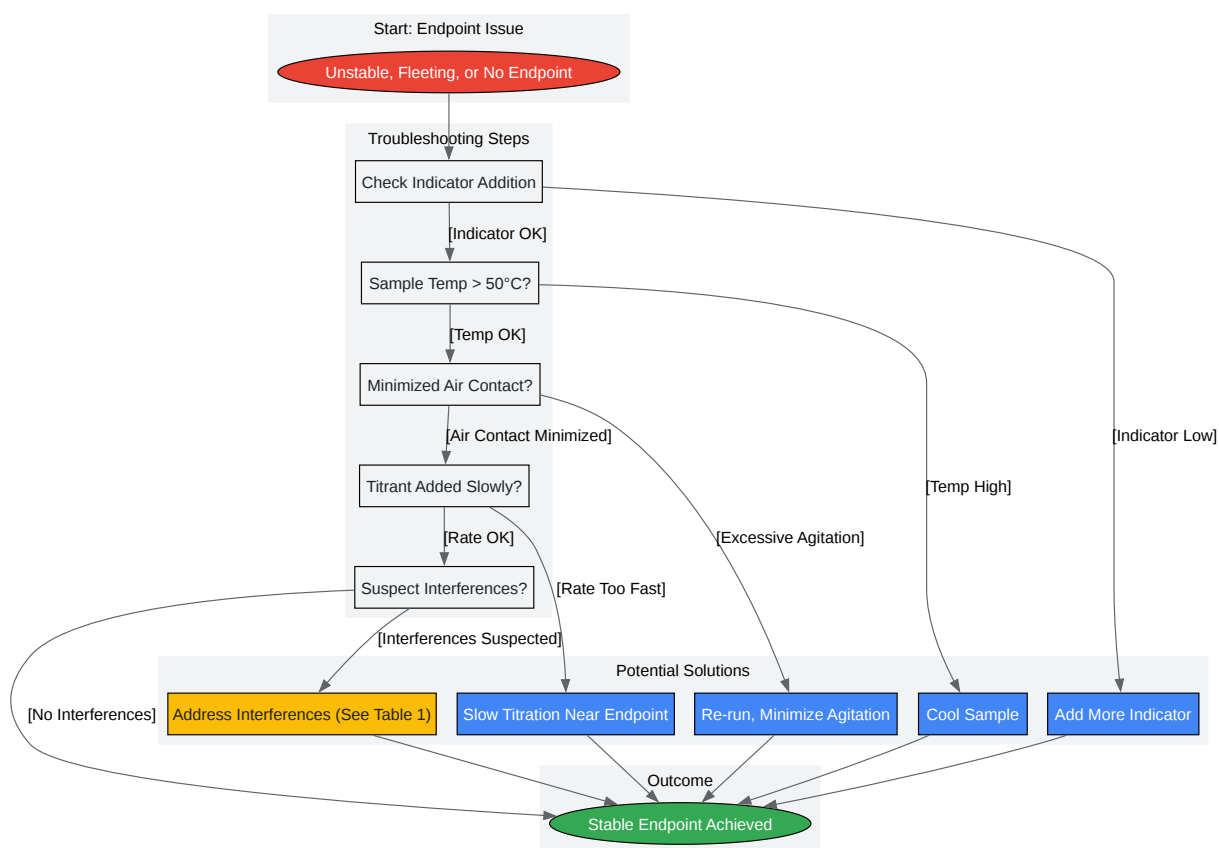 Start: Endpoint Issue
Unstable, Fleeting, or No Endpoint
Troubleshooting Steps
Check Indicator Addition
[Indicator OK]
Sample Temp > 50°C?
[Temp OK]
Minimized Air Contact?
[Air Contact Minimized]
[Indicator Low]
Titrant Added Slowly?
[Temp High]
[Rate OK]
[Excessive Agitation]
Suspect Interferences?
[Rate Too Fast]
[Interferences Suspected]
Potential Solutions
[No Interferences]
Address Interferences (See Table 1)
Slow Titration Near Endpoint
Re-run, Minimize Agitation
Cool Sample
Add More Indicator
Outcome
Stable Endpoint Achieved